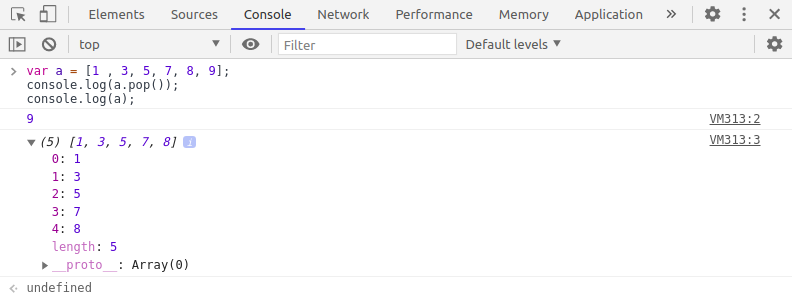 Elements Sources Console Network Performance Memory Application »
top ▼ Filter Default levels ▼
> var a = [1 , 3, 5, 7, 8, 9];
console.log(a.pop());
console.log(a);
9 VM313:2
▼ (5) [1, 3, 5, 7, 8] i VM313:3
0: 1
1: 3
2: 5
3: 7
4: 8
length: 5
▶ __proto__: Array(0)
undefined